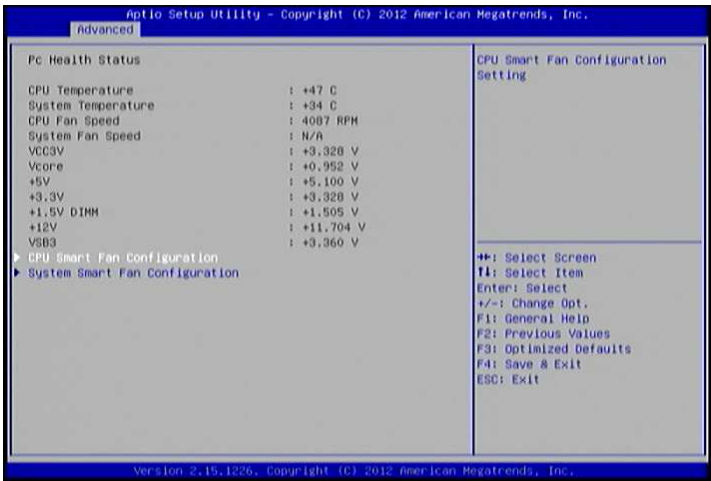 Aptio Setup Utility – Copyright (C) 2012 American Megatrends, Inc.
Advanced
Pc Health Status
CPU Temperature : +47 C
System Temperature : +34 C
CPU Fan Speed : 4087 RPM
System Fan Speed : N/A
VCC3V : +3.328 V
Vcore : +0.952 V
+5V : +5.100 V
+3.3V : +3.328 V
+1.5V DIMM : +1.505 V
+12V : +11.704 V
VSB3 : +3.360 V
CPU Smart Fan Configuration
System Smart Fan Configuration
CPU Smart Fan Configuration
Setting
→←: Select Screen
↑↓: Select Item
Enter: Select
+/-: Change Opt.
F1: General Help
F2: Previous Values
F3: Optimized Defaults
F4: Save & Exit
ESC: Exit
Version 2.15.1226. Copyright (C) 2012 American Megatrends, Inc.